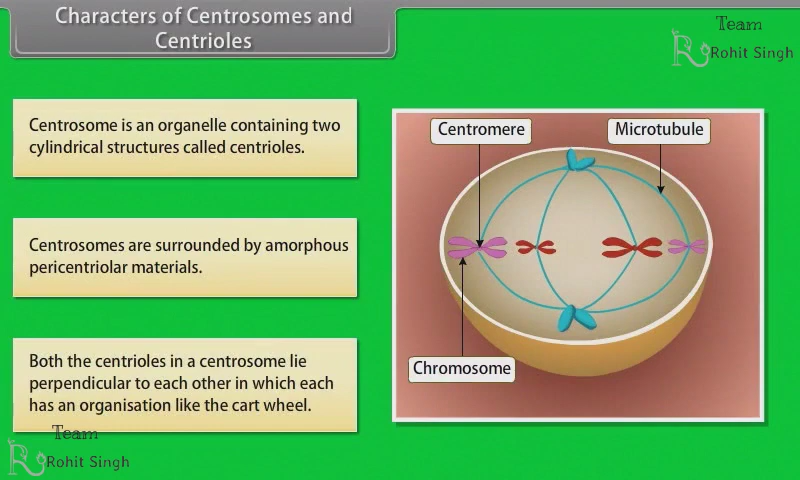 Characters of Centrosomes and
Centrioles
Team
Rohit Singh
Centrosome is an organelle containing two
cylindrical structures called centrioles.
Centrosomes are surrounded by amorphous
pericentriolar materials.
Both the centrioles in a centrosome lie
perpendicular to each other in which each
has an organisation like the cart wheel.
Centromere
Microtubule
Chromosome
Team
Rohit Singh